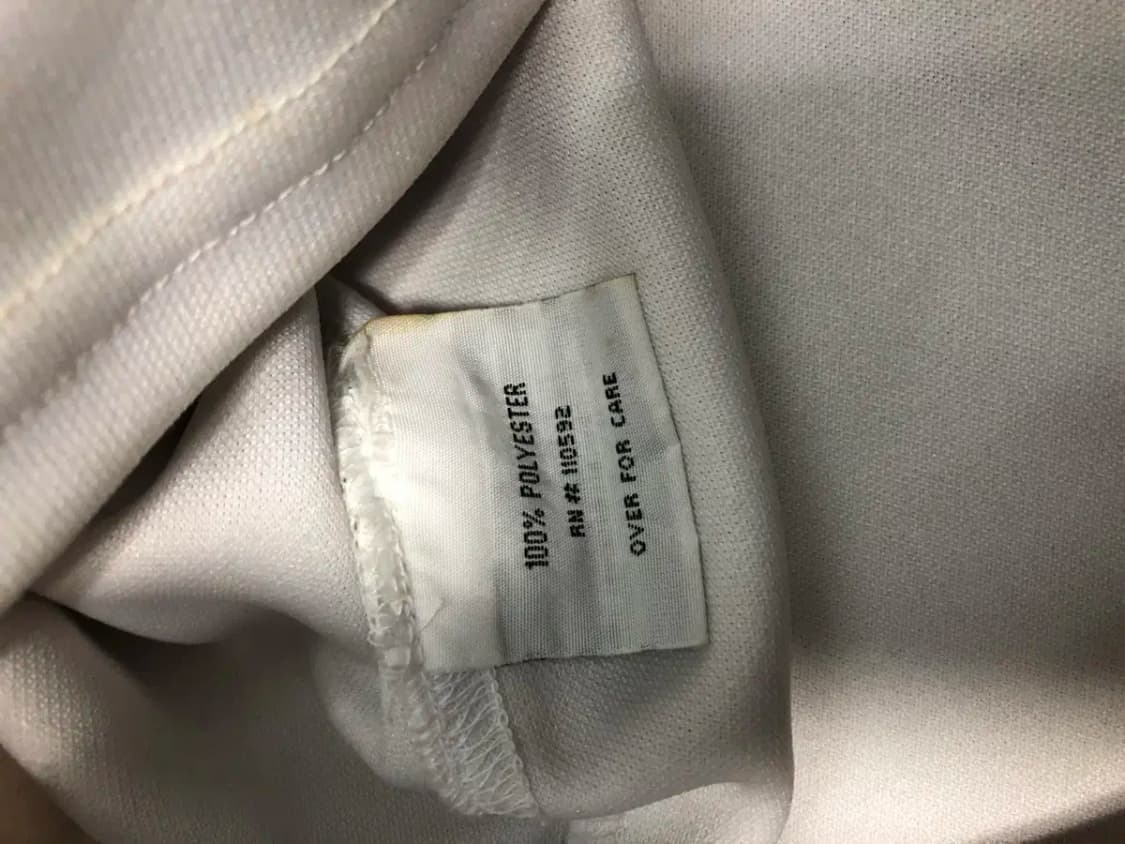 100% POLYESTER
RN # 110592
OVER FOR CARE